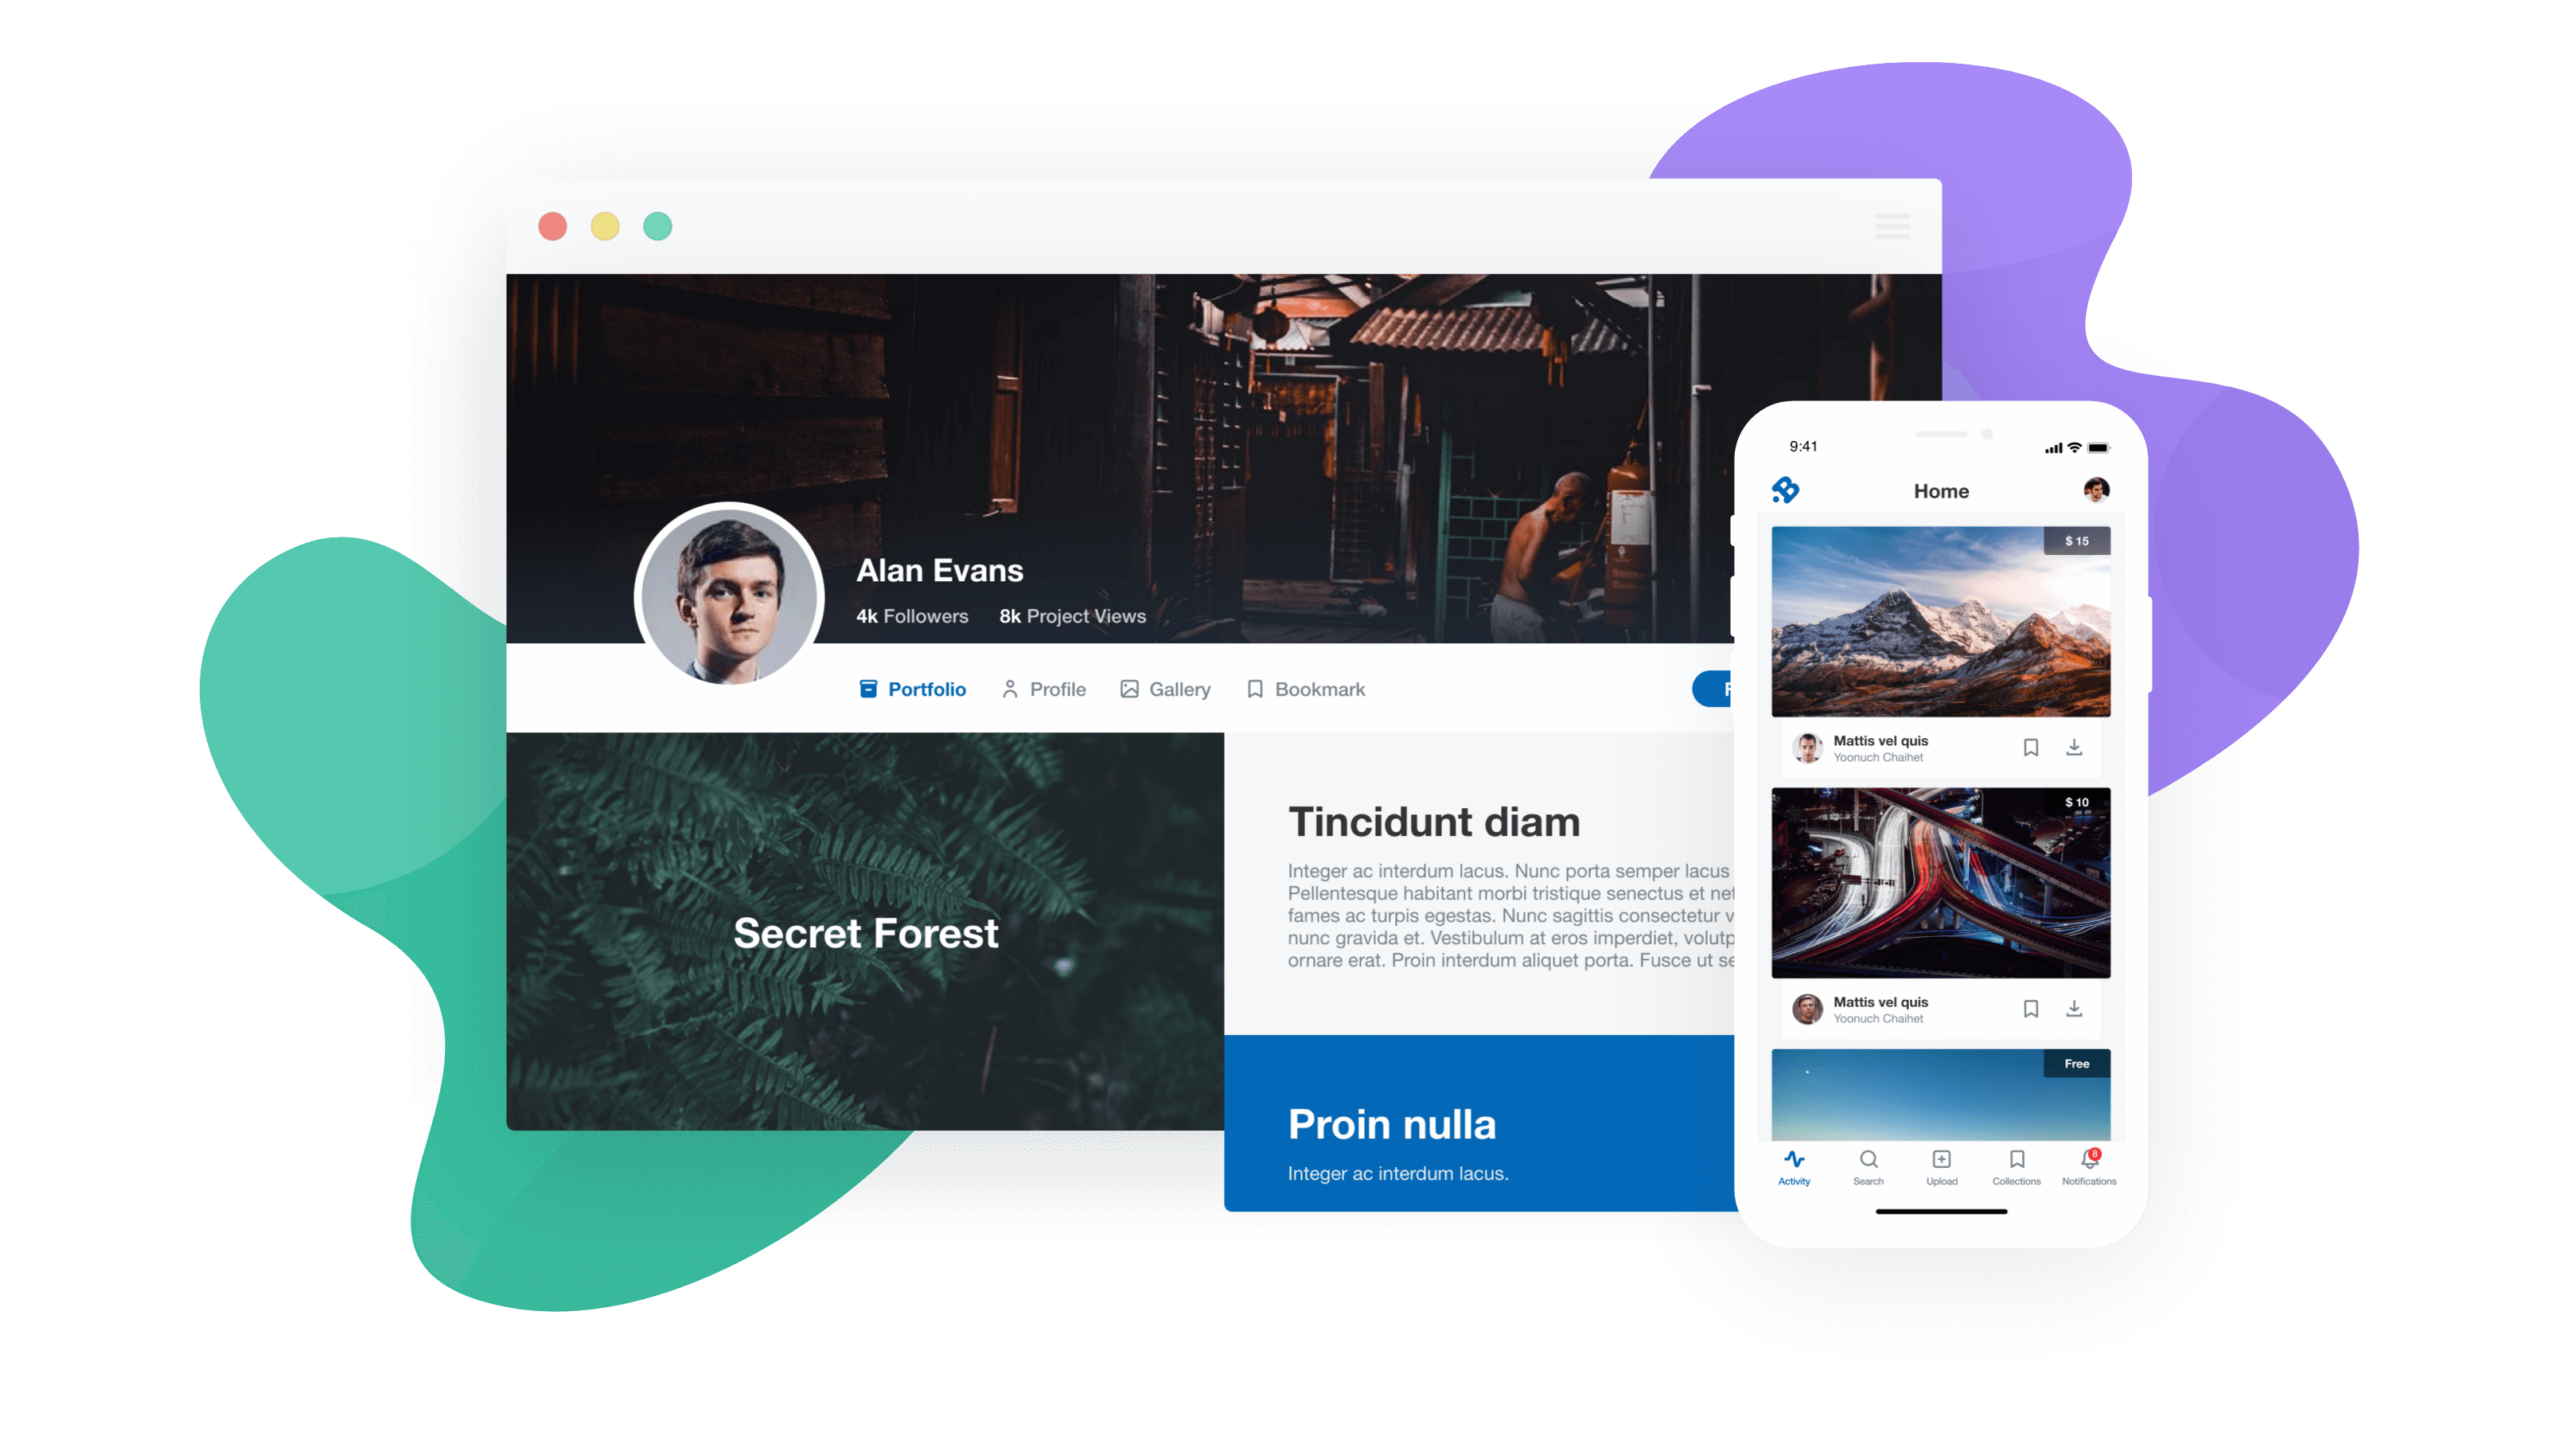 Alan Evans
4k Followers 8k Project Views
Portfolio Profile Gallery Bookmark
Secret Forest
Tincidunt diam
Integer ac interdum lacus. Nunc porta semper lacus
Pellentesque habitant morbi tristique senectus et
fames ac turpis egestas. Nunc sagittis consectetur
nunc gravida et. Vestibulum at eros imperdiet,
ornare erat. Proin interdum aliquet porta. Fusce ut
Proin nulla
Integer ac interdum lacus.
9:41
B
Home
$ 15
Mattis vel quis
Yoonuch Chaihet
$ 10
Mattis vel quis
Yoonuch Chaihet
Free
8
Activity Search Upload Collections Notifications